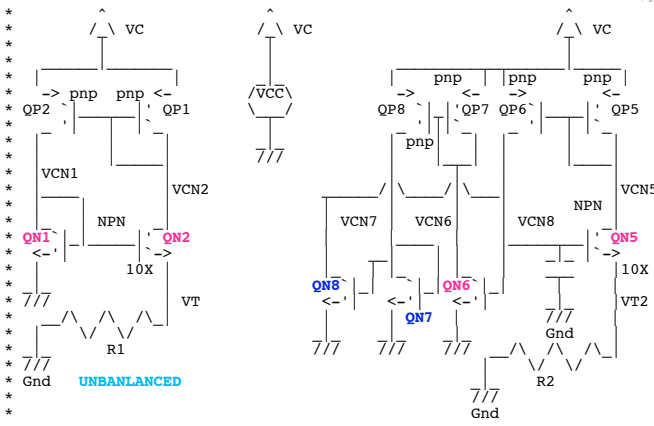 VC VC VC
-> pnp pnp <- VCC pnp pnp pnp
QP2 QP1 QP8 QP7 QP6 QP5
pnp
VCN1
VCN2 VCN5
NPN VCN7 VCN6 VCN8 NPN
QN1 QN2 QN5
10X 10X
QN8 QN6
VT VT2
QN7
R1 Gnd
Gnd UNBANLANCED R2
Gnd